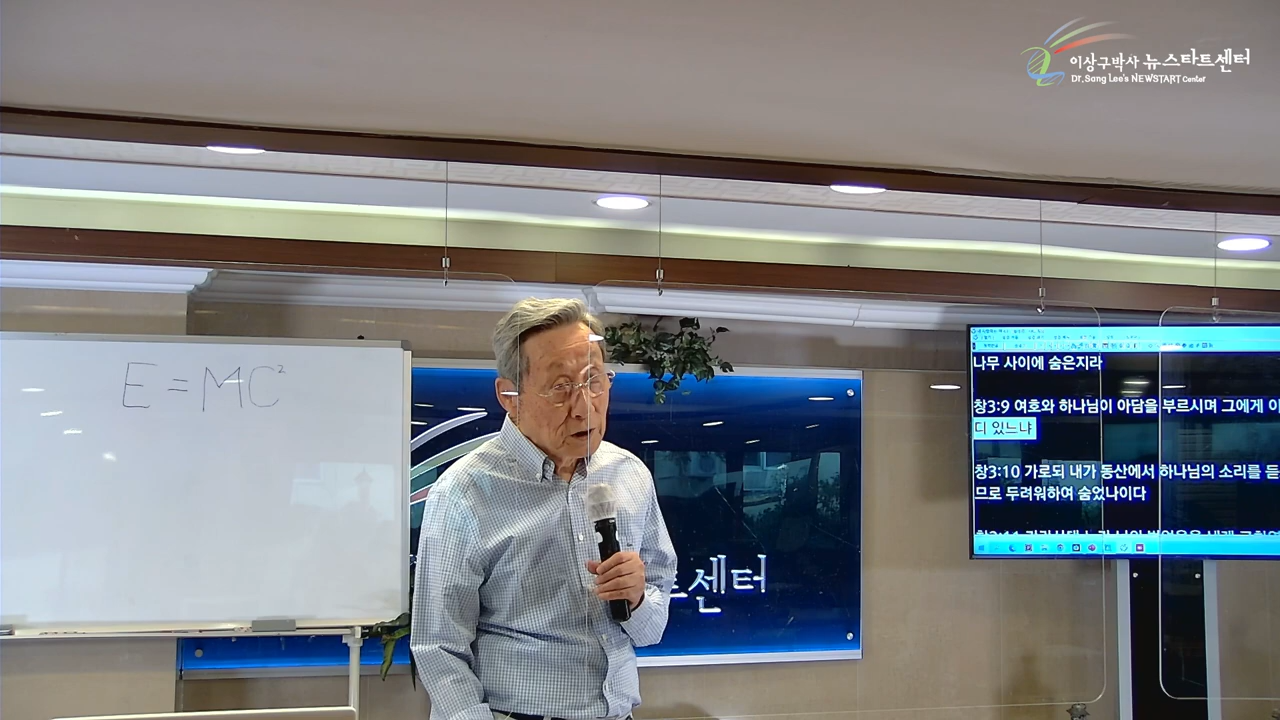 이상구박사 뉴스타트센터
Dr. Sang Lee's NEWSTART Center
E = MC²
나무 사이에 숨은지라
창3:9 여호와 하나님이 아담을 부르시며 그에게 이
디 있느냐
창3:10 가로되 내가 동산에서 하나님의 소리를 듣
므로 두려워하여 숨었나이다
트센터